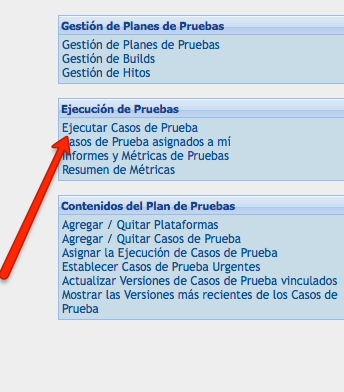 Gestión de Planes de Pruebas
Gestión de Planes de Pruebas
Gestión de Builds
Gestión de Hitos
Ejecución de Pruebas
Ejecutar Casos de Prueba
Casos de Prueba asignados a mí
Informes y Métricas de Pruebas
Resumen de Métricas
Contenidos del Plan de Pruebas
Agregar / Quitar Plataformas
Agregar / Quitar Casos de Prueba
Asignar la Ejecución de Casos de Prueba
Establecer Casos de Prueba Urgentes
Actualizar Versiones de Casos de Prueba vinculados
Mostrar las Versiones más recientes de los Casos de
Prueba